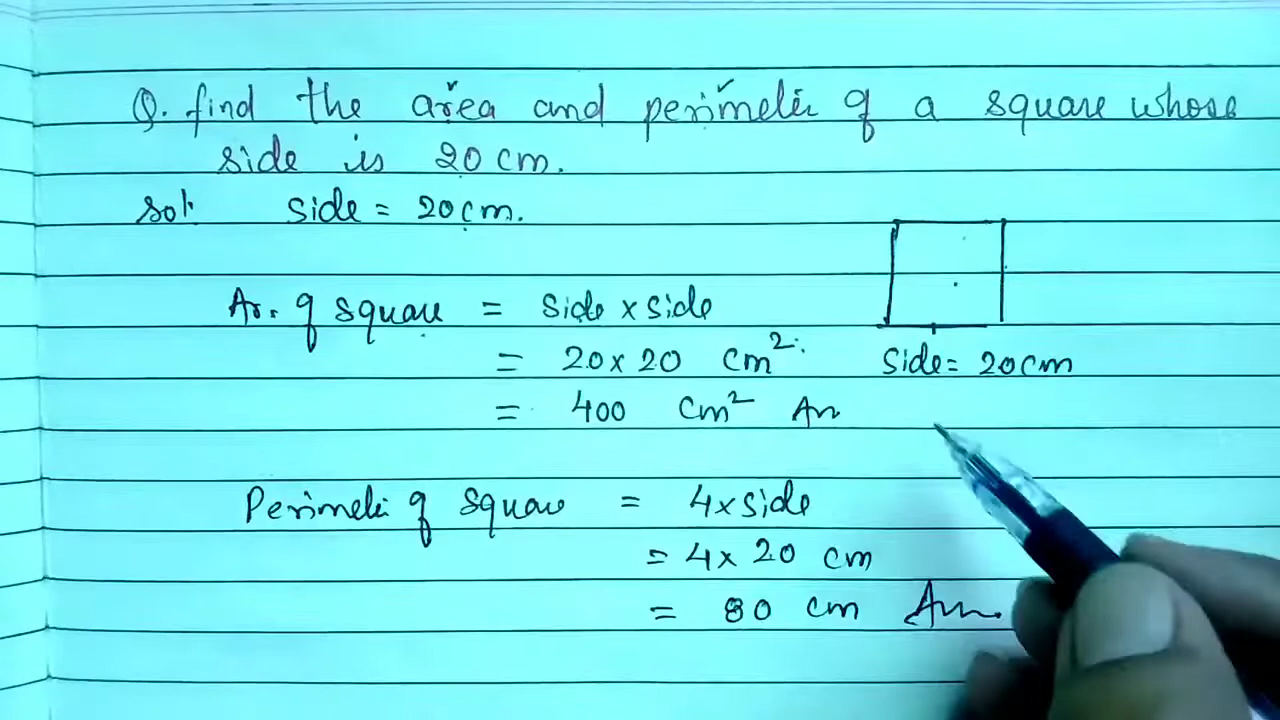 Q. find the area and perimeter of a square whose
side is 20 cm.
Sol. Side = 20cm.
Ar. of square = Side x side
= 20 x 20 cm².
= 400 cm² An
Side = 20cm
Perimeter of square = 4 x side
= 4 x 20 cm
= 80 cm Ans.